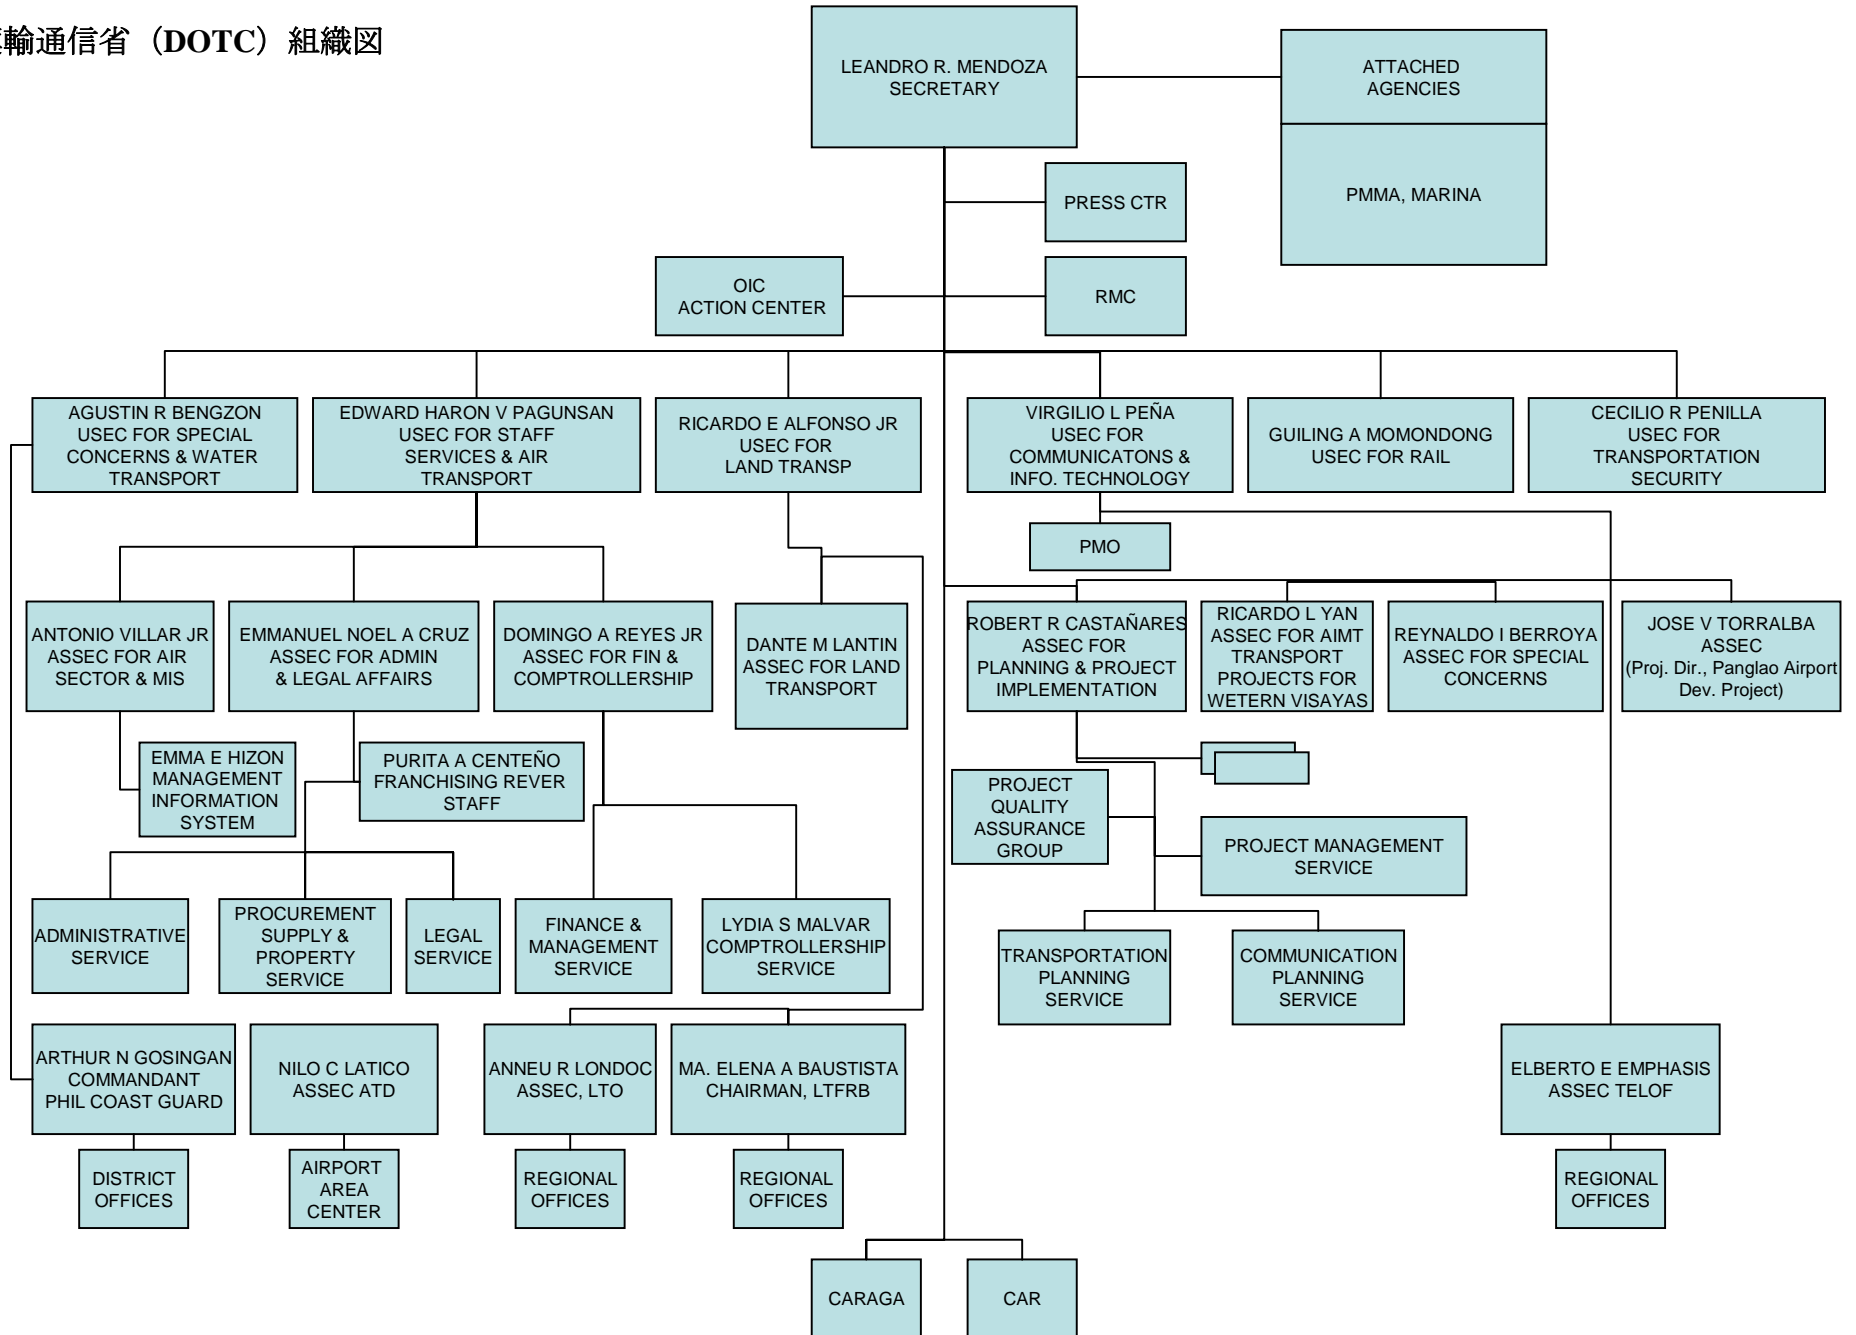 輸通信省（DOTC）組織図
LEANDRO R. MENDOZA
SECRETARY
ATTACHED
AGENCIES
PMMA, MARINA
PRESS CTR
OIC
ACTION CENTER
RMC
AGUSTIN R BENGZON
USEC FOR SPECIAL
CONCERNS & WATER
TRANSPORT
EDWARD HARON V PAGUNSAN
USEC FOR STAFF
SERVICES & AIR
TRANSPORT
RICARDO E ALFONSO JR
USEC FOR
LAND TRANSP
VIRGILIO L PEÑA
USEC FOR
COMMUNICATONS &
INFO. TECHNOLOGY
GUILING A MOMONDONG
USEC FOR RAIL
CECILIO R PENILLA
USEC FOR
TRANSPORTATION
SECURITY
PMO
ANTONIO VILLAR JR
ASSEC FOR AIR
SECTOR & MIS
EMMANUEL NOEL A CRUZ
ASSEC FOR ADMIN
& LEGAL AFFAIRS
DOMINGO A REYES JR
ASSEC FOR FIN &
COMPTROLLERSHIP
DANTE M LANTIN
ASSEC FOR LAND
TRANSPORT
ROBERT R CASTAÑARES
ASSEC FOR
PLANNING & PROJECT
IMPLEMENTATION
RICARDO L YAN
ASSEC FOR AIMT
TRANSPORT
PROJECTS FOR
WETERN VISAYAS
REYNALDO I BERROYA
ASSEC FOR SPECIAL
CONCERNS
JOSE V TORRALBA
ASSEC
(Proj. Dir., Panglao Airport
Dev. Project)
EMMA E HIZON
MANAGEMENT
INFORMATION
SYSTEM
PURITA A CENTEÑO
FRANCHISING REVER
STAFF
PROJECT
QUALITY
ASSURANCE
GROUP
PROJECT MANAGEMENT
SERVICE
ADMINISTRATIVE
SERVICE
PROCUREMENT
SUPPLY &
PROPERTY
SERVICE
LEGAL
SERVICE
FINANCE &
MANAGEMENT
SERVICE
LYDIA S MALVAR
COMPTROLLERSHIP
SERVICE
TRANSPORTATION
PLANNING
SERVICE
COMMUNICATION
PLANNING
SERVICE
ARTHUR N GOSINGAN
COMMANDANT
PHIL COAST GUARD
NILO C LATICO
ASSEC ATD
ANNEU R LONDOC
ASSEC, LTO
MA. ELENA A BAUSTISTA
CHAIRMAN, LTFRB
ELBERTO E EMPHASIS
ASSEC TELOF
DISTRICT
OFFICES
AIRPORT
AREA
CENTER
REGIONAL
OFFICES
REGIONAL
OFFICES
REGIONAL
OFFICES
CARAGA
CAR